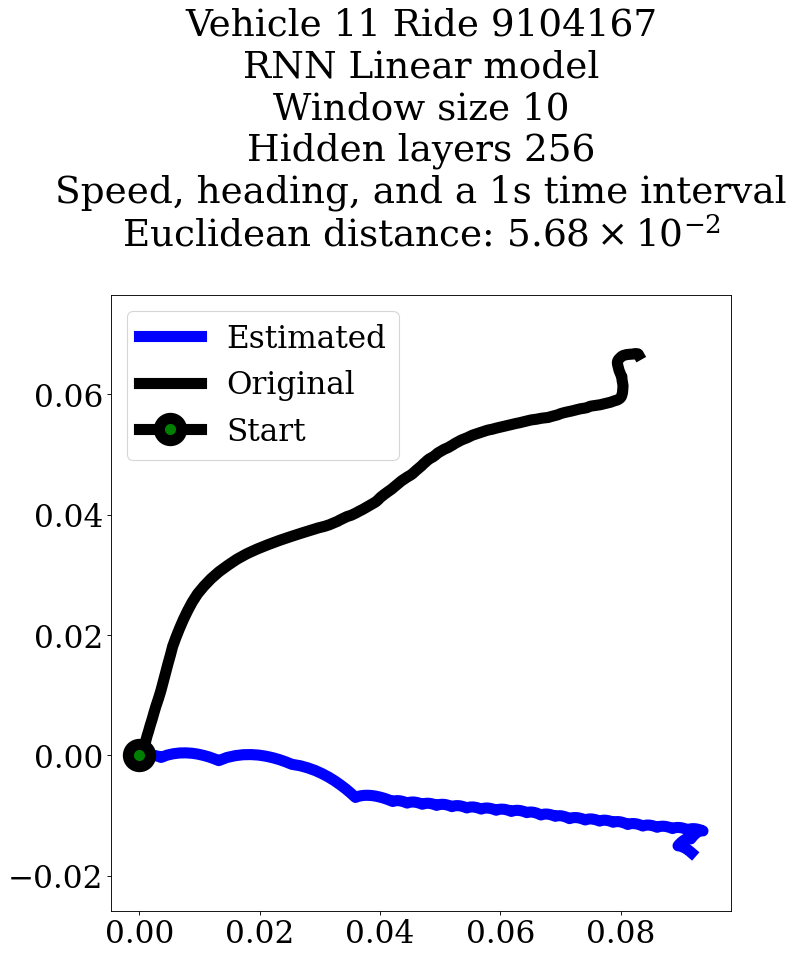 Vehicle 11 Ride 9104167
RNN Linear model
Window size 10
Hidden layers 256
Speed, heading, and a 1s time interval
Euclidean distance: 5.68 × 10⁻²
Estimated
Original
Start
0.06
0.04
0.02
0.00
−0.02
0.00 0.02 0.04 0.06 0.08